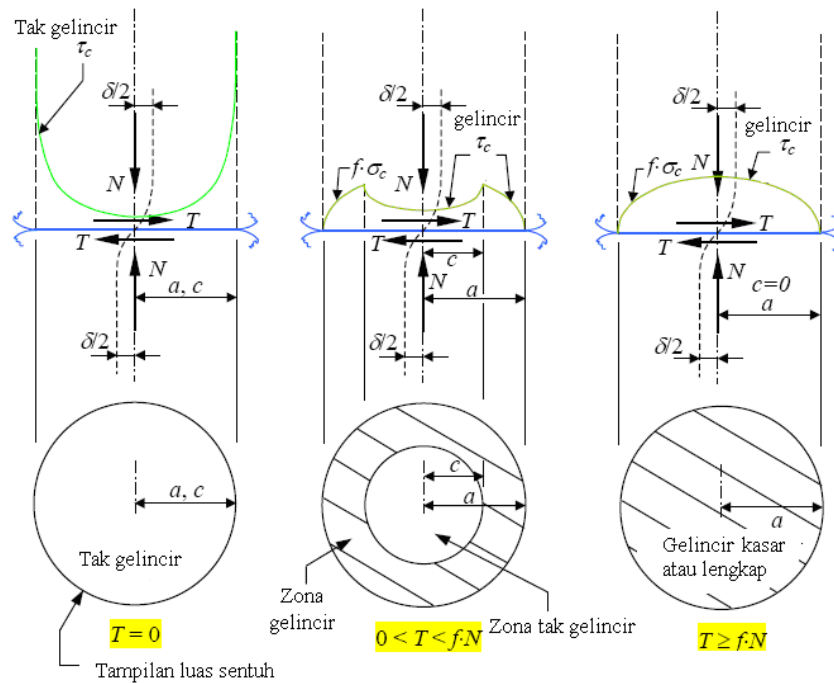 Tak gelincir
τc
δ/2
N
T
T
N
a, c
δ/2
a, c
Tak gelincir
T = 0
Tampilan luas sentuh
δ/2
gelincir
τc
f·σc
N
T
T
c
N
a
δ/2
c
a
Zona
gelincir
0 < T < f·N
Zona tak gelincir
δ/2
gelincir
τc
f·σc
N
T
T
N
c=0
a
δ/2
a
Gelincir kasar
atau lengkap
T ≥ f·N